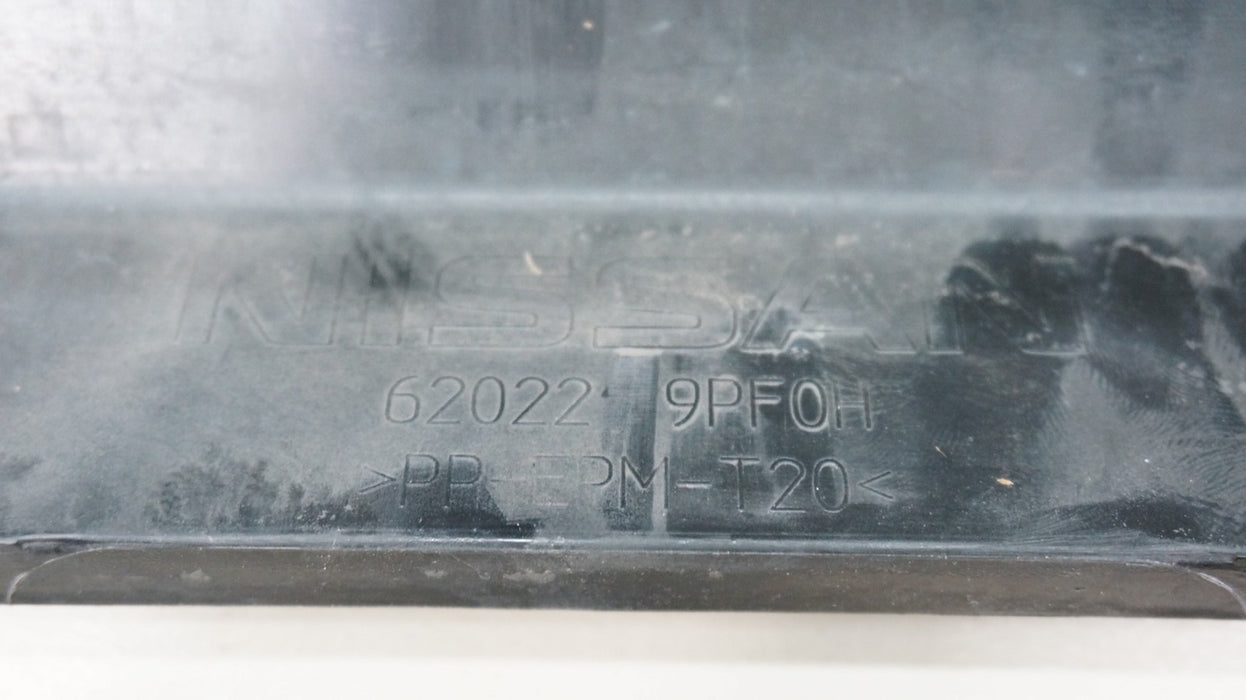 NISSAN
62022 9PF0H
>PP-EPM-T20<